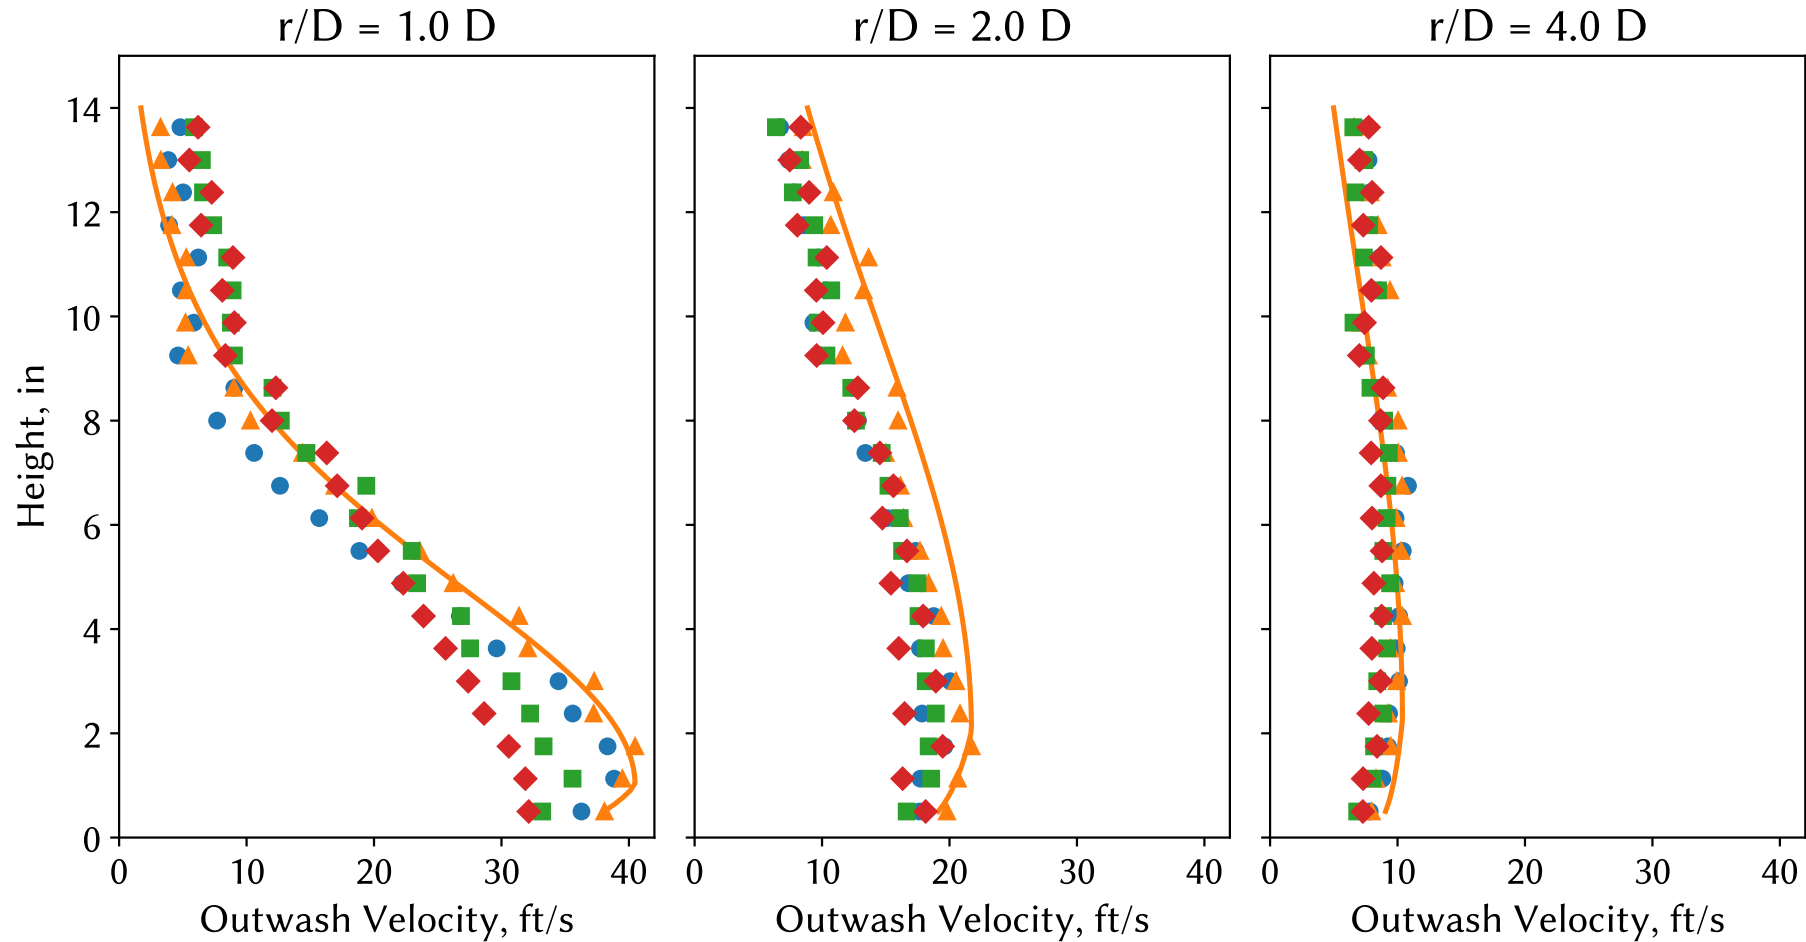 r/D = 1.0 D
r/D = 2.0 D
r/D = 4.0 D
Height, in
14
12
10
8
6
4
2
0
0 10 20 30 40
0 10 20 30 40
0 10 20 30 40
Outwash Velocity, ft/s
Outwash Velocity, ft/s
Outwash Velocity, ft/s